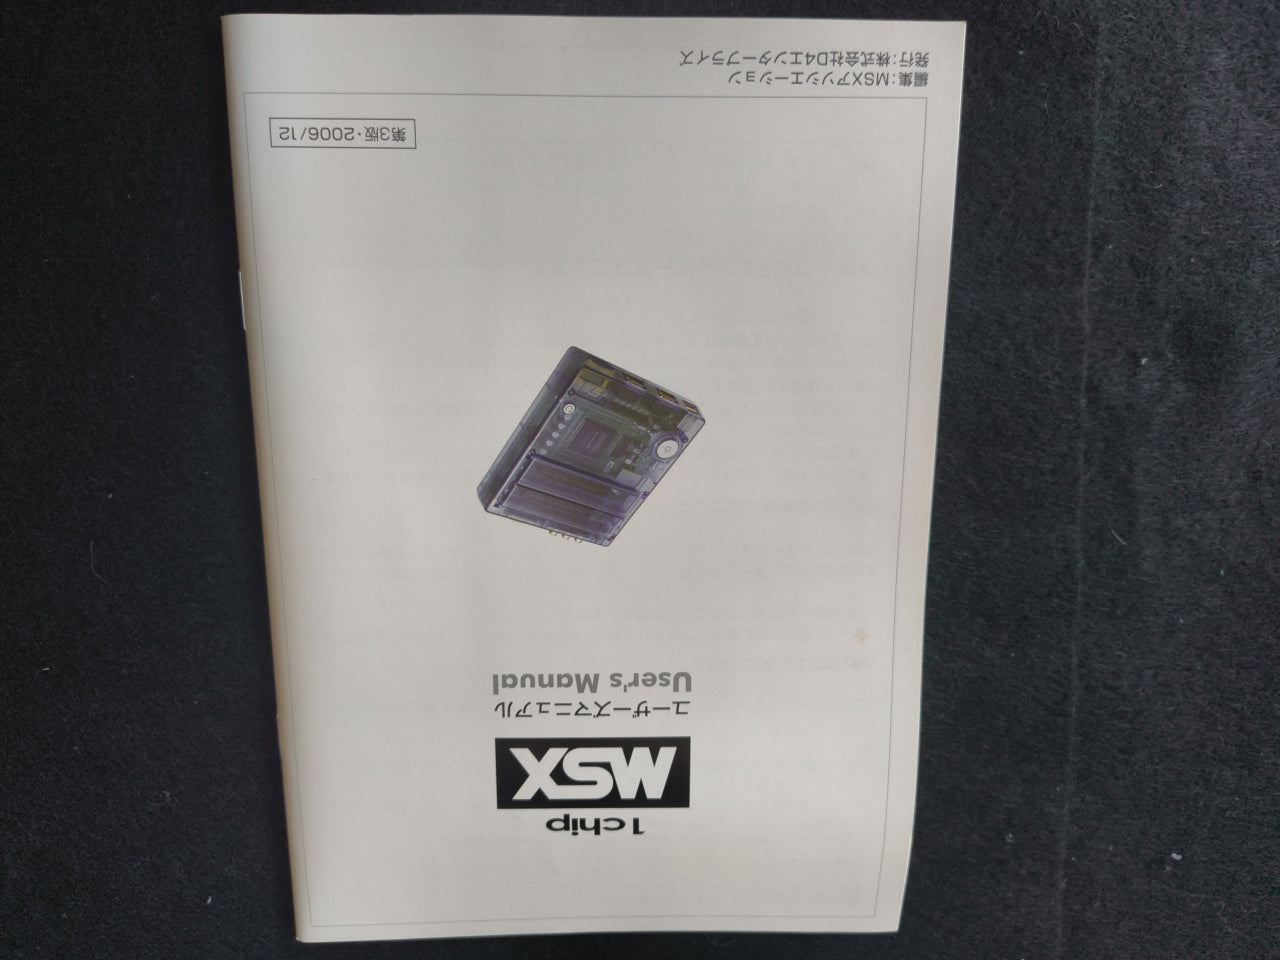 1chip
MSX
ユーザーズマニュアル
User's Manual
第3版・2006/12
編集：MSXアソシエーション
発行：株式会社D4エンタープライズ